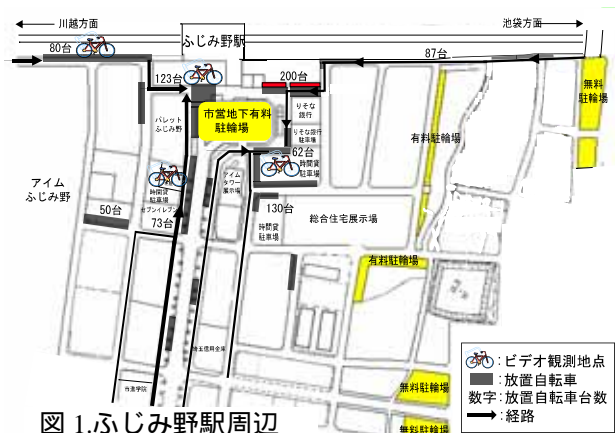 川越方面
ふじみ野駅
池袋方面
80台
87台
123台
200台
無料
駐輪場
パレット
ふじみ野
市営地下有料
駐輪場
りそな
銀行
りそな銀行
駐車場
有料駐輪場
62台
時間貸
駐車場
アイム
タワー
展示場
アイム
ふじみ野
時間貸
駐車場
セブンイレブン
50台
73台
130台
時間貸
駐車場
総合住宅展示場
有料駐輪場
埼玉信用金庫
市進学院
無料駐輪場
無料駐輪場
:ビデオ観測地点
:放置自転車
数字:放置自転車台数
:経路
図 1.ふじみ野駅周辺